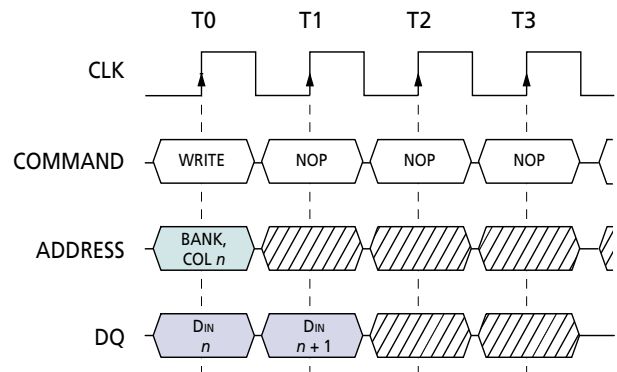 T0 T1 T2 T3
CLK
COMMAND WRITE NOP NOP NOP
ADDRESS BANK,
COL n
DQ DIN
n
DIN
n + 1